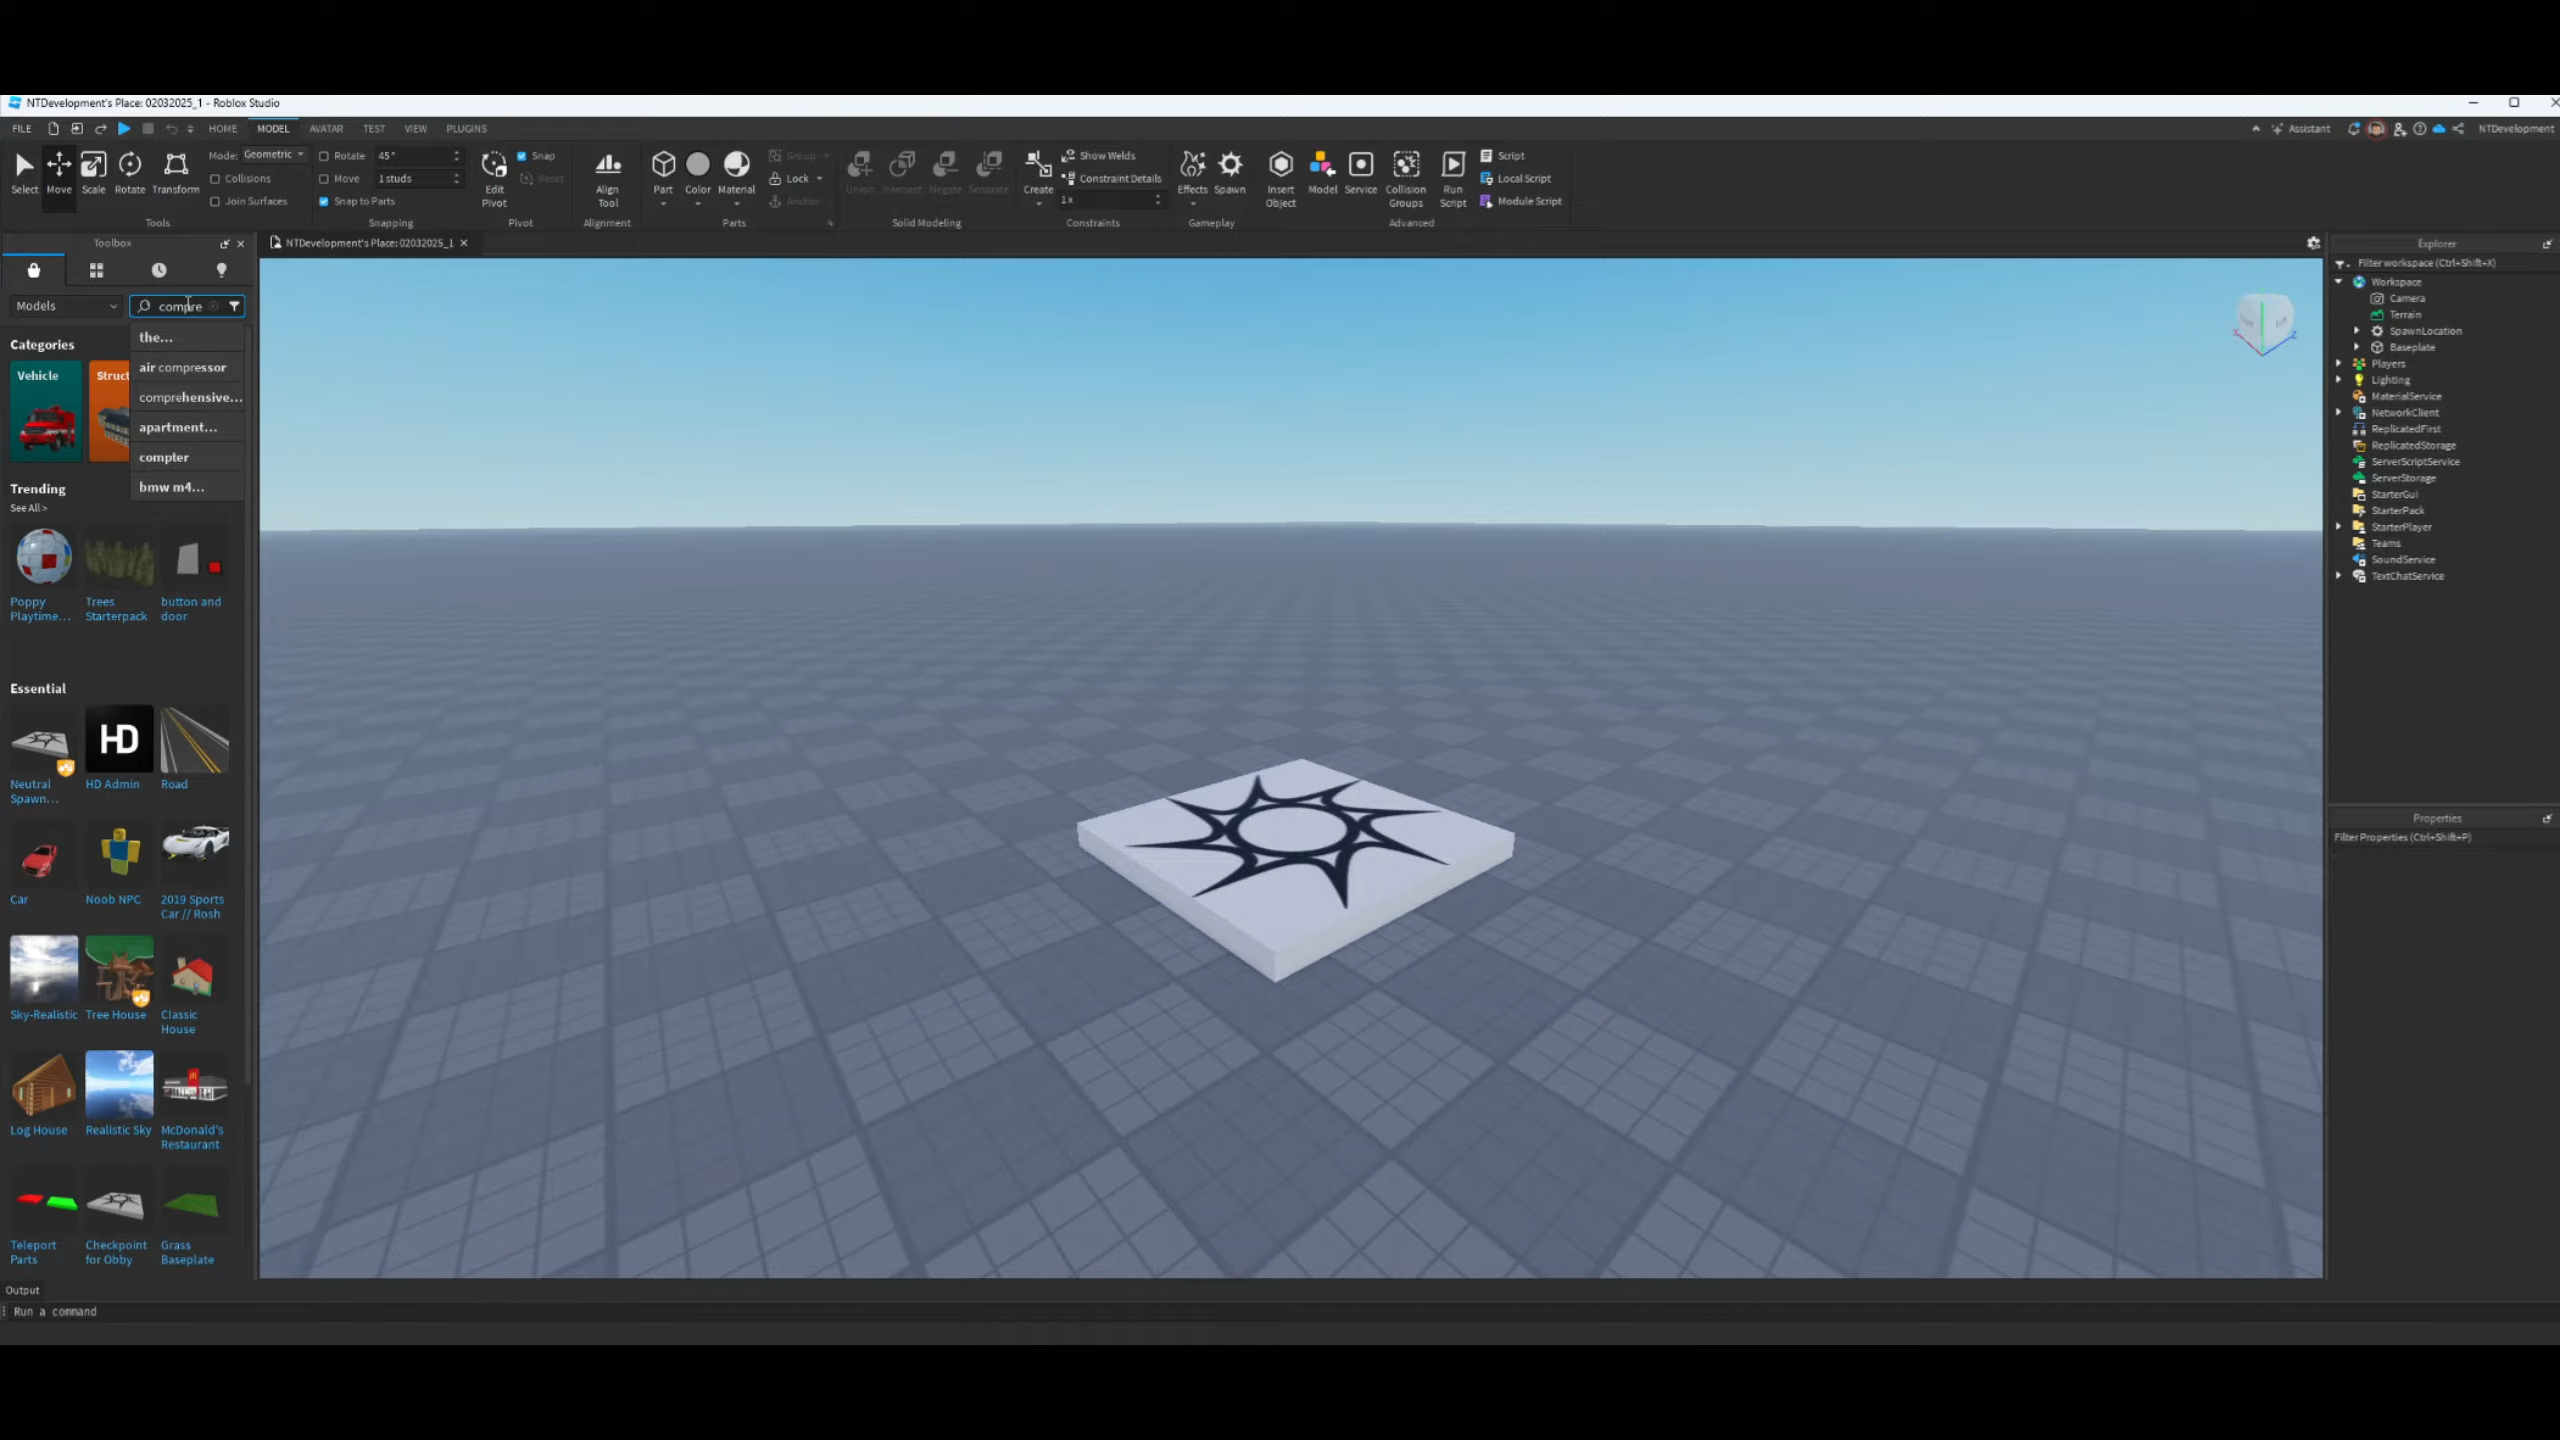 NTDevelopment's Place: 02032025_1 - Roblox Studio
FILE HOME MODEL AVATAR TEST VIEW PLUGINS Assistant NTDevelopment
Mode: Geometric Rotate 45° Snap Group Show Welds Script
Collisions Move 1 studs Reset Lock Constraint Details Local Script
Select Move Scale Rotate Transform Edit Pivot Align Tool Part Color Material Union Intersect Negate Separate Create Effects Spawn Insert Object Model Service Collision Groups Run Script
Join Surfaces Snap to Parts Anchor 1x Module Script
Tools Snapping Pivot Alignment Parts Solid Modeling Constraints Gameplay Advanced
Toolbox
NTDevelopment's Place: 02032025_1
Models compre
the...
air compressor
comprehensive...
apartment...
compter
bmw m4...
Categories
Vehicle Struct
Trending
See All >
Poppy Playtime... Trees Starterpack button and door
Essential
HD
Neutral Spawn... HD Admin Road
Car Noob NPC 2019 Sports Car // Rosh
Sky-Realistic Tree House Classic House
Log House Realistic Sky McDonald's Restaurant
Teleport Parts Checkpoint for Obby Grass Baseplate
Output
Run a command
Left
Explorer
Filter workspace (Ctrl+Shift+X)
Workspace
Camera
Terrain
SpawnLocation
Baseplate
Players
Lighting
MaterialService
NetworkClient
ReplicatedFirst
ReplicatedStorage
ServerScriptService
ServerStorage
StarterGui
StarterPack
StarterPlayer
Teams
SoundService
TextChatService
Properties
Filter Properties (Ctrl+Shift+P)